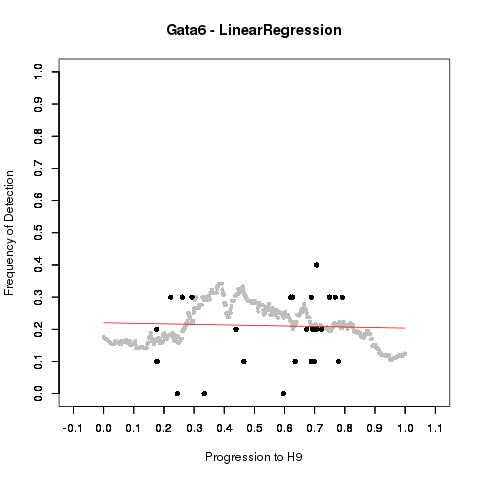 Gata6 - LinearRegression
Frequency of Detection
1.0
0.9
0.8
0.7
0.6
0.5
0.4
0.3
0.2
0.1
0.0
-0.1 0.0 0.1 0.2 0.3 0.4 0.5 0.6 0.7 0.8 0.9 1.0 1.1
Progression to H9